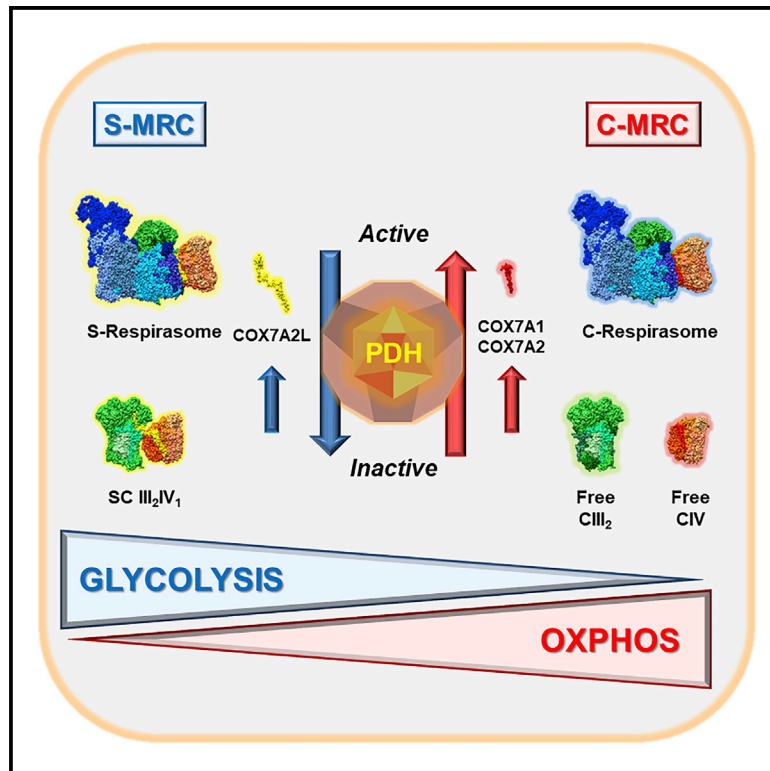 S-MRC
C-MRC
Active
S-Respirasome
COX7A2L
PDH
COX7A1
COX7A2
C-Respirasome
Inactive
SC III₂IV₁
Free
CIII₂
Free
CIV
GLYCOLYSIS
OXPHOS